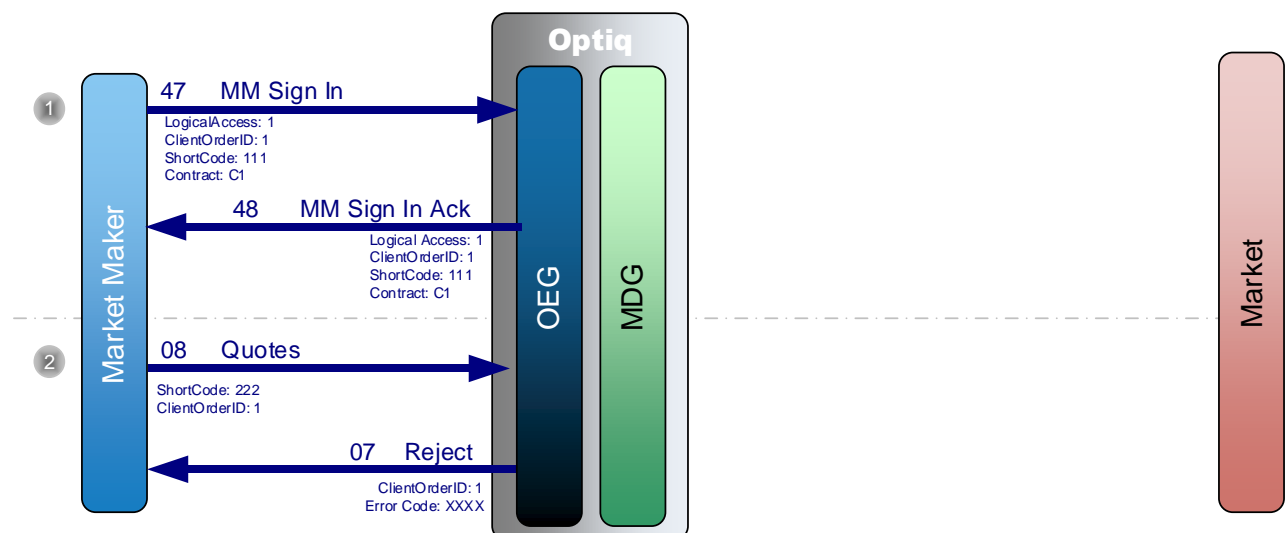 Optiq
1
47 MM Sign In
LogicalAccess: 1
ClientOrderID: 1
ShortCode: 111
Contract: C1
48 MM Sign In Ack
Logical Access: 1
ClientOrderID: 1
ShortCode: 111
Contract: C1
Market Maker
OEG
MDG
Market
2
08 Quotes
ShortCode: 222
ClientOrderID: 1
07 Reject
ClientOrderID: 1
Error Code: XXXX